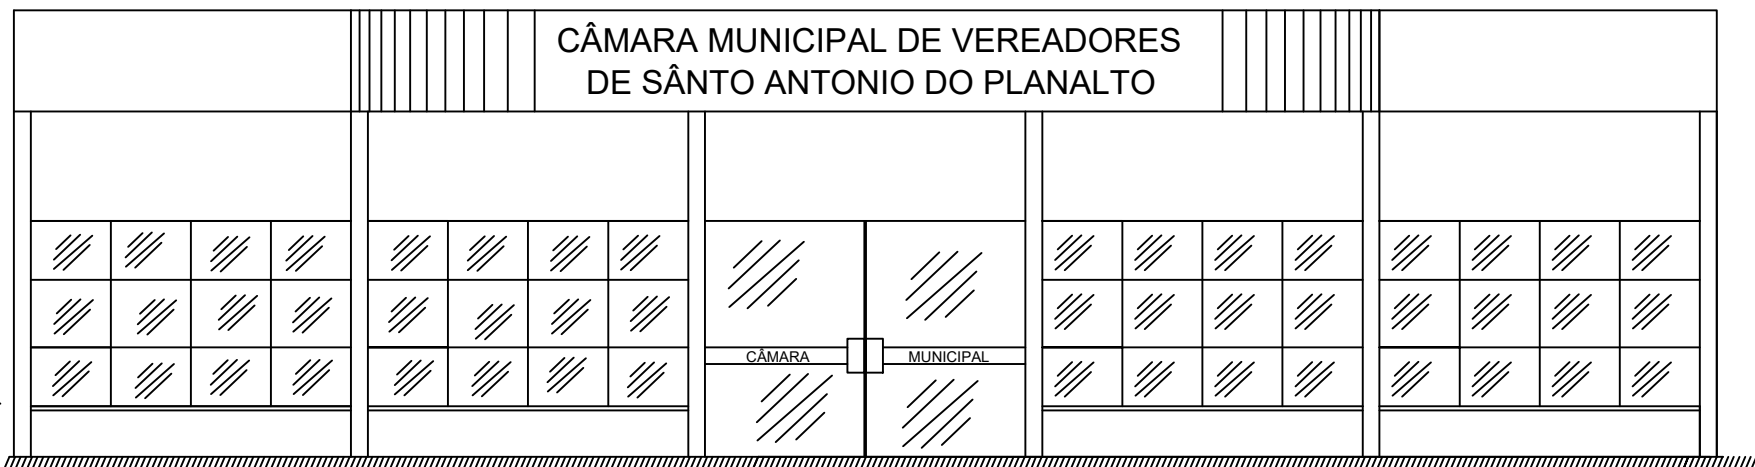 CÂMARA MUNICIPAL DE VEREADORES
DE SÂNTO ANTONIO DO PLANALTO
CÂMARA MUNICIPAL